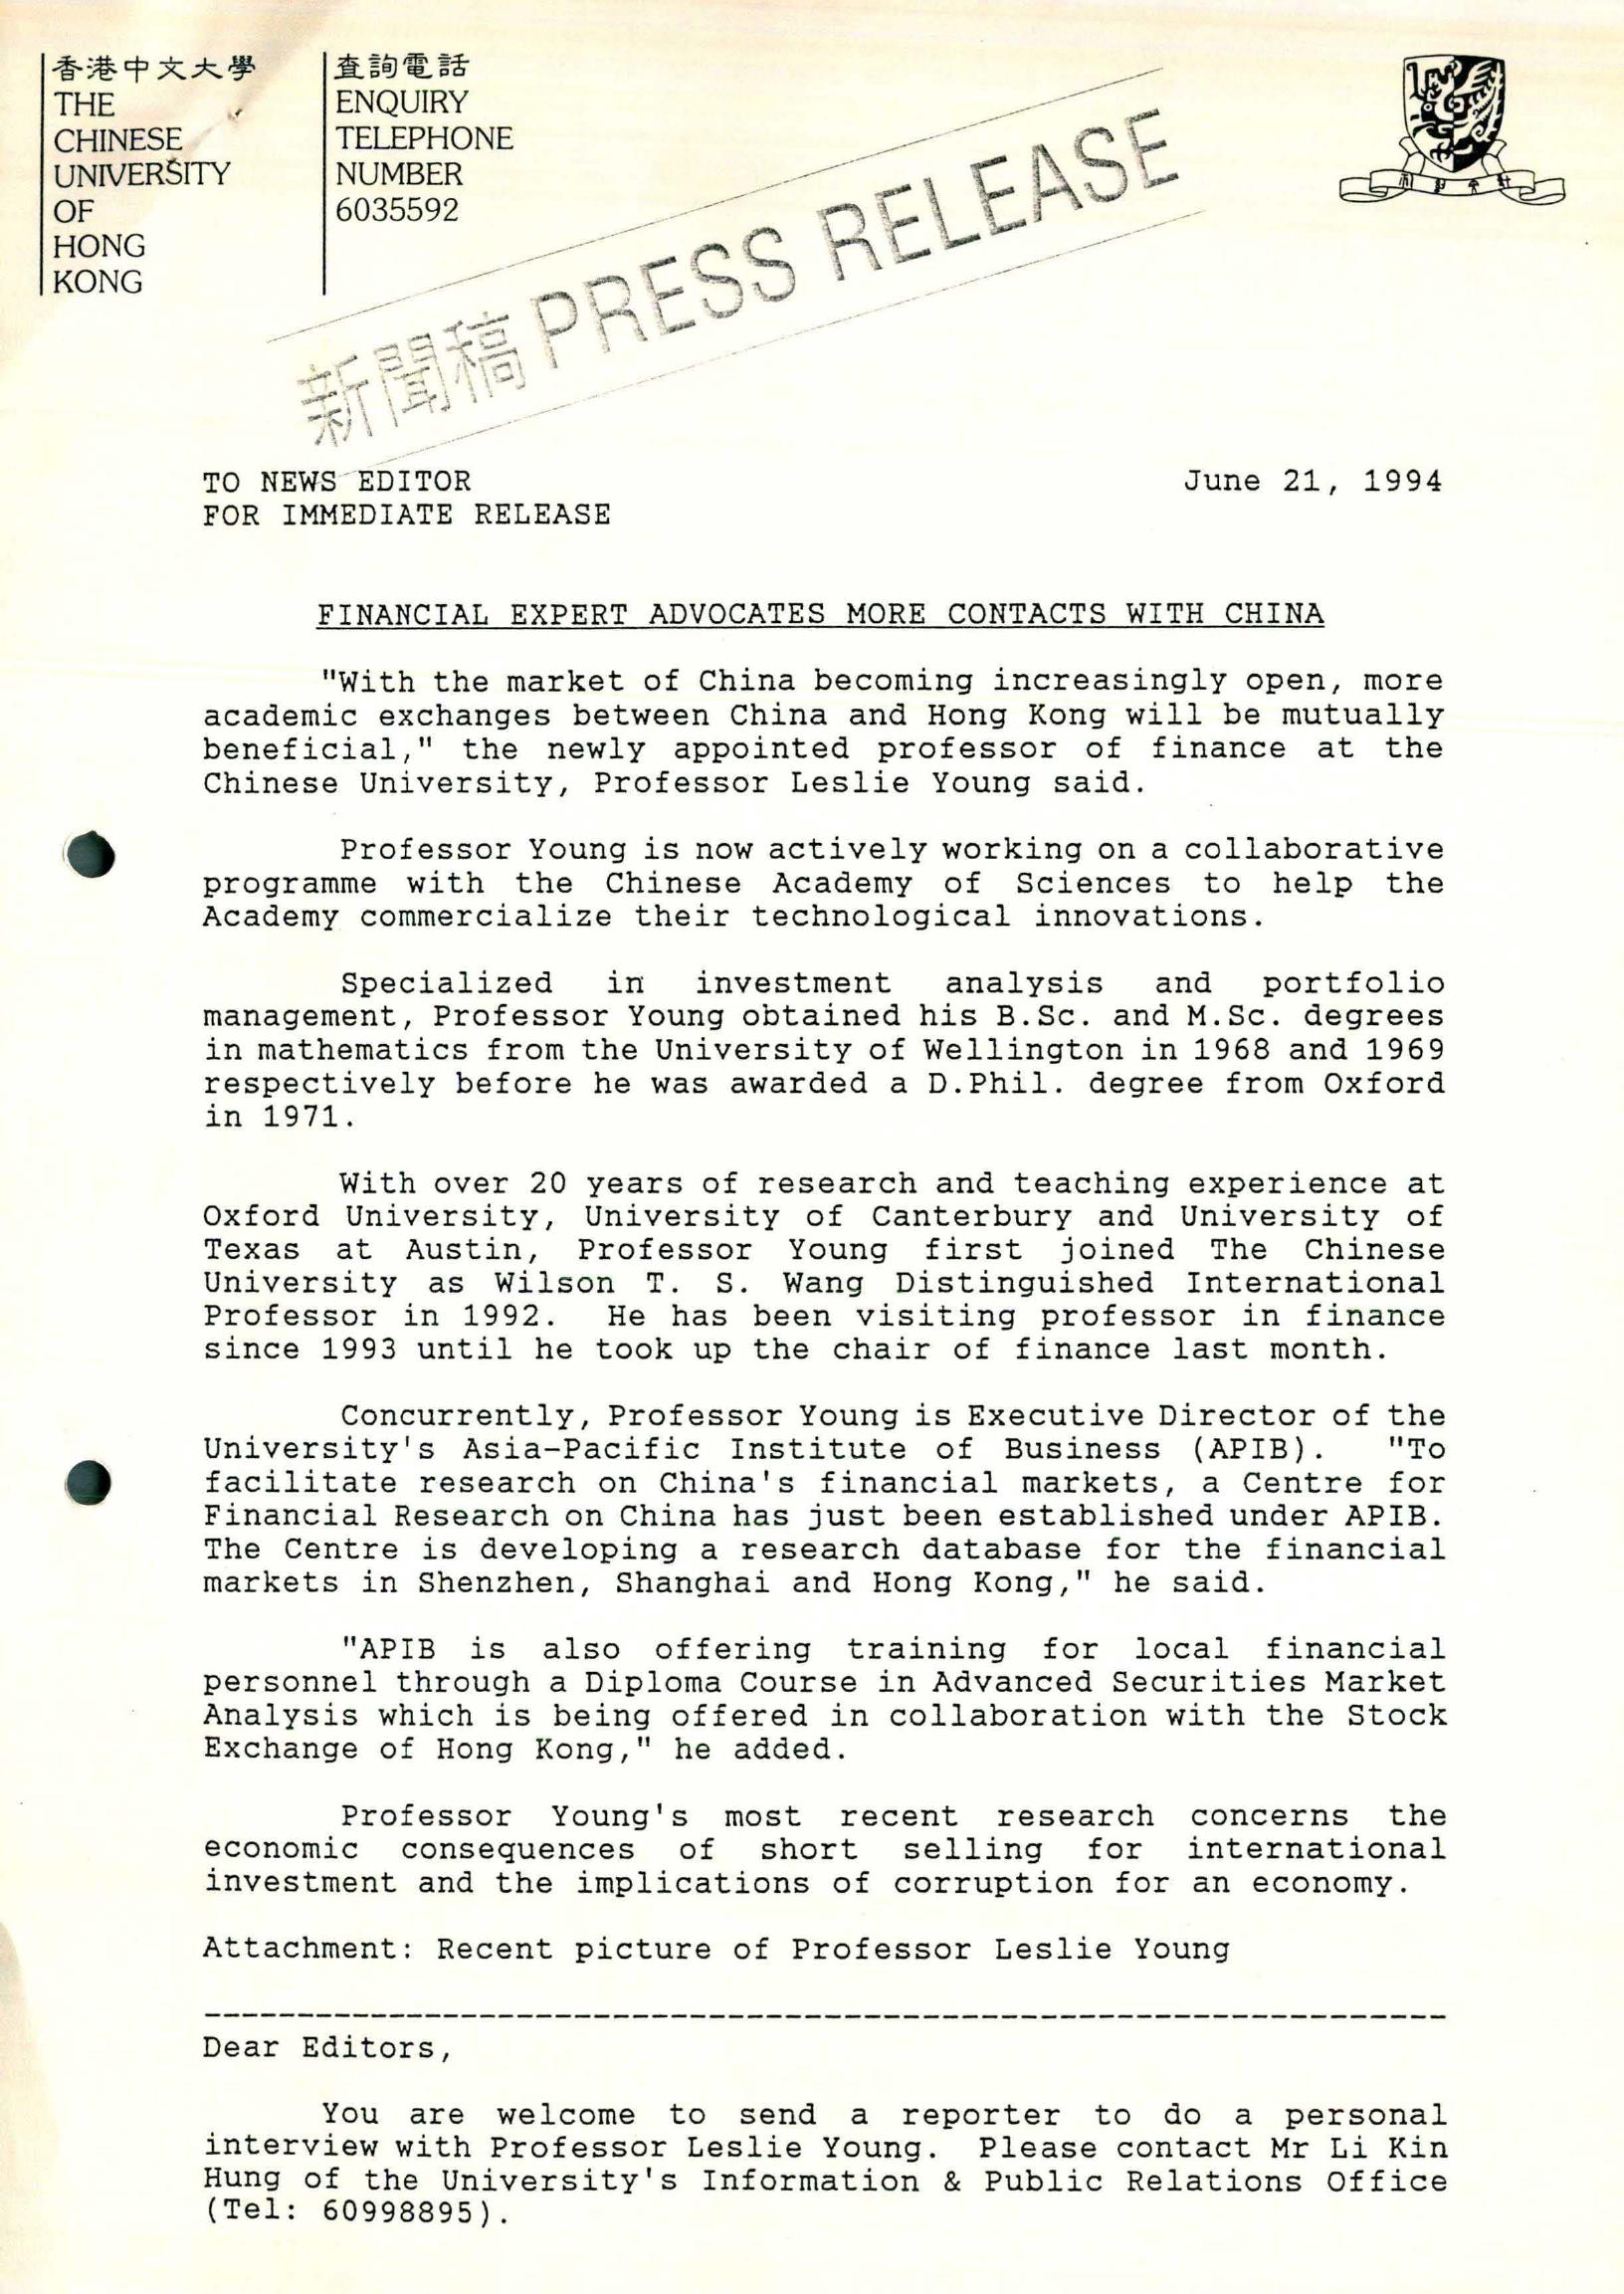 香港中文大學
THE
CHINESE
UNIVERSITY
OF
HONG
KONG
查詢電話
ENQUIRY
TELEPHONE
NUMBER
6035592
新聞稿 PRESS RELEASE
TO NEWS EDITOR June 21, 1994
FOR IMMEDIATE RELEASE
FINANCIAL EXPERT ADVOCATES MORE CONTACTS WITH CHINA
"With the market of China becoming increasingly open, more
academic exchanges between China and Hong Kong will be mutually
beneficial," the newly appointed professor of finance at the
Chinese University, Professor Leslie Young said.
Professor Young is now actively working on a collaborative
programme with the Chinese Academy of Sciences to help the
Academy commercialize their technological innovations.
Specialized in investment analysis and portfolio
management, Professor Young obtained his B.Sc. and M.Sc. degrees
in mathematics from the University of Wellington in 1968 and 1969
respectively before he was awarded a D.Phil. degree from Oxford
in 1971.
With over 20 years of research and teaching experience at
Oxford University, University of Canterbury and University of
Texas at Austin, Professor Young first joined The Chinese
University as Wilson T. S. Wang Distinguished International
Professor in 1992. He has been visiting professor in finance
since 1993 until he took up the chair of finance last month.
Concurrently, Professor Young is Executive Director of the
University's Asia-Pacific Institute of Business (APIB). "To
facilitate research on China's financial markets, a Centre for
Financial Research on China has just been established under APIB.
The Centre is developing a research database for the financial
markets in Shenzhen, Shanghai and Hong Kong," he said.
"APIB is also offering training for local financial
personnel through a Diploma Course in Advanced Securities Market
Analysis which is being offered in collaboration with the Stock
Exchange of Hong Kong," he added.
Professor Young's most recent research concerns the
economic consequences of short selling for international
investment and the implications of corruption for an economy.
Attachment: Recent picture of Professor Leslie Young
Dear Editors,
You are welcome to send a reporter to do a personal
interview with Professor Leslie Young. Please contact Mr Li Kin
Hung of the University's Information & Public Relations Office
(Tel: 60998895).